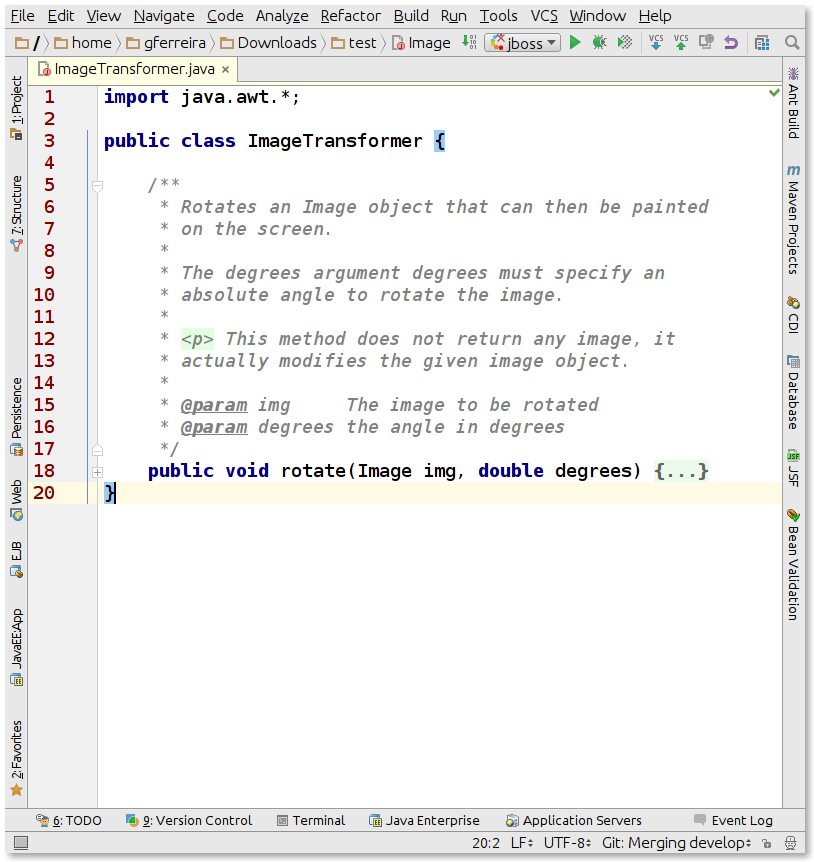 File Edit View Navigate Code Analyze Refactor Build Run Tools VCS Window Help
/ home gferreira Downloads test Image jboss VCS VCS
ImageTransformer.java
1 import java.awt.*;
2
3 public class ImageTransformer {
4
5 /**
6 * Rotates an Image object that can then be painted
7 * on the screen.
8 *
9 * The degrees argument degrees must specify an
10 * absolute angle to rotate the image.
11 *
12 * <p> This method does not return any image, it
13 * actually modifies the given image object.
14 *
15 * @param img     The image to be rotated
16 * @param degrees the angle in degrees
17 */
18 public void rotate(Image img, double degrees) {...}
20 }
1: Project
7: Structure
Persistence
Web
EJB
JavaEE:App
2: Favorites
Ant Build
m Maven Projects
CDI
Database
JSF JSF
Bean Validation
6: TODO 9: Version Control Terminal Java Enterprise Application Servers Event Log
20:2 LF UTF-8 Git: Merging develop